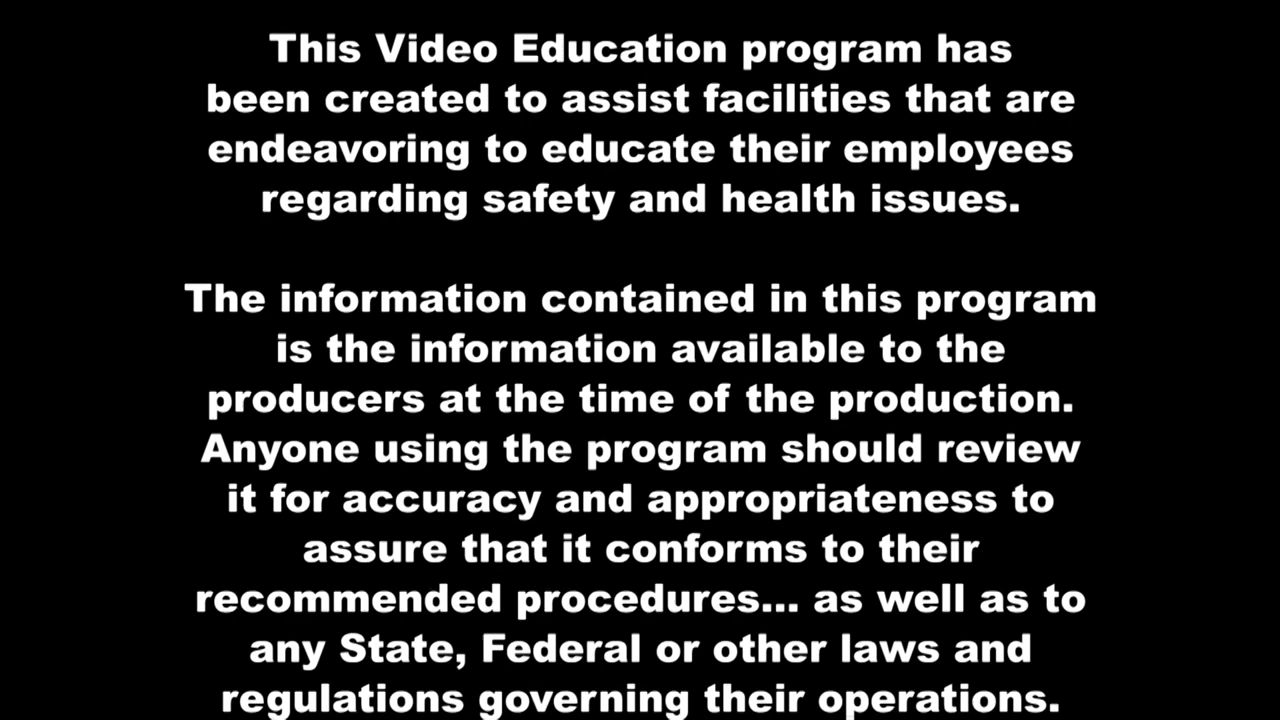 This Video Education program has
been created to assist facilities that are
endeavoring to educate their employees
regarding safety and health issues.
The information contained in this program
is the information available to the
producers at the time of the production.
Anyone using the program should review
it for accuracy and appropriateness to
assure that it conforms to their
recommended procedures... as well as to
any State, Federal or other laws and
regulations governing their operations.